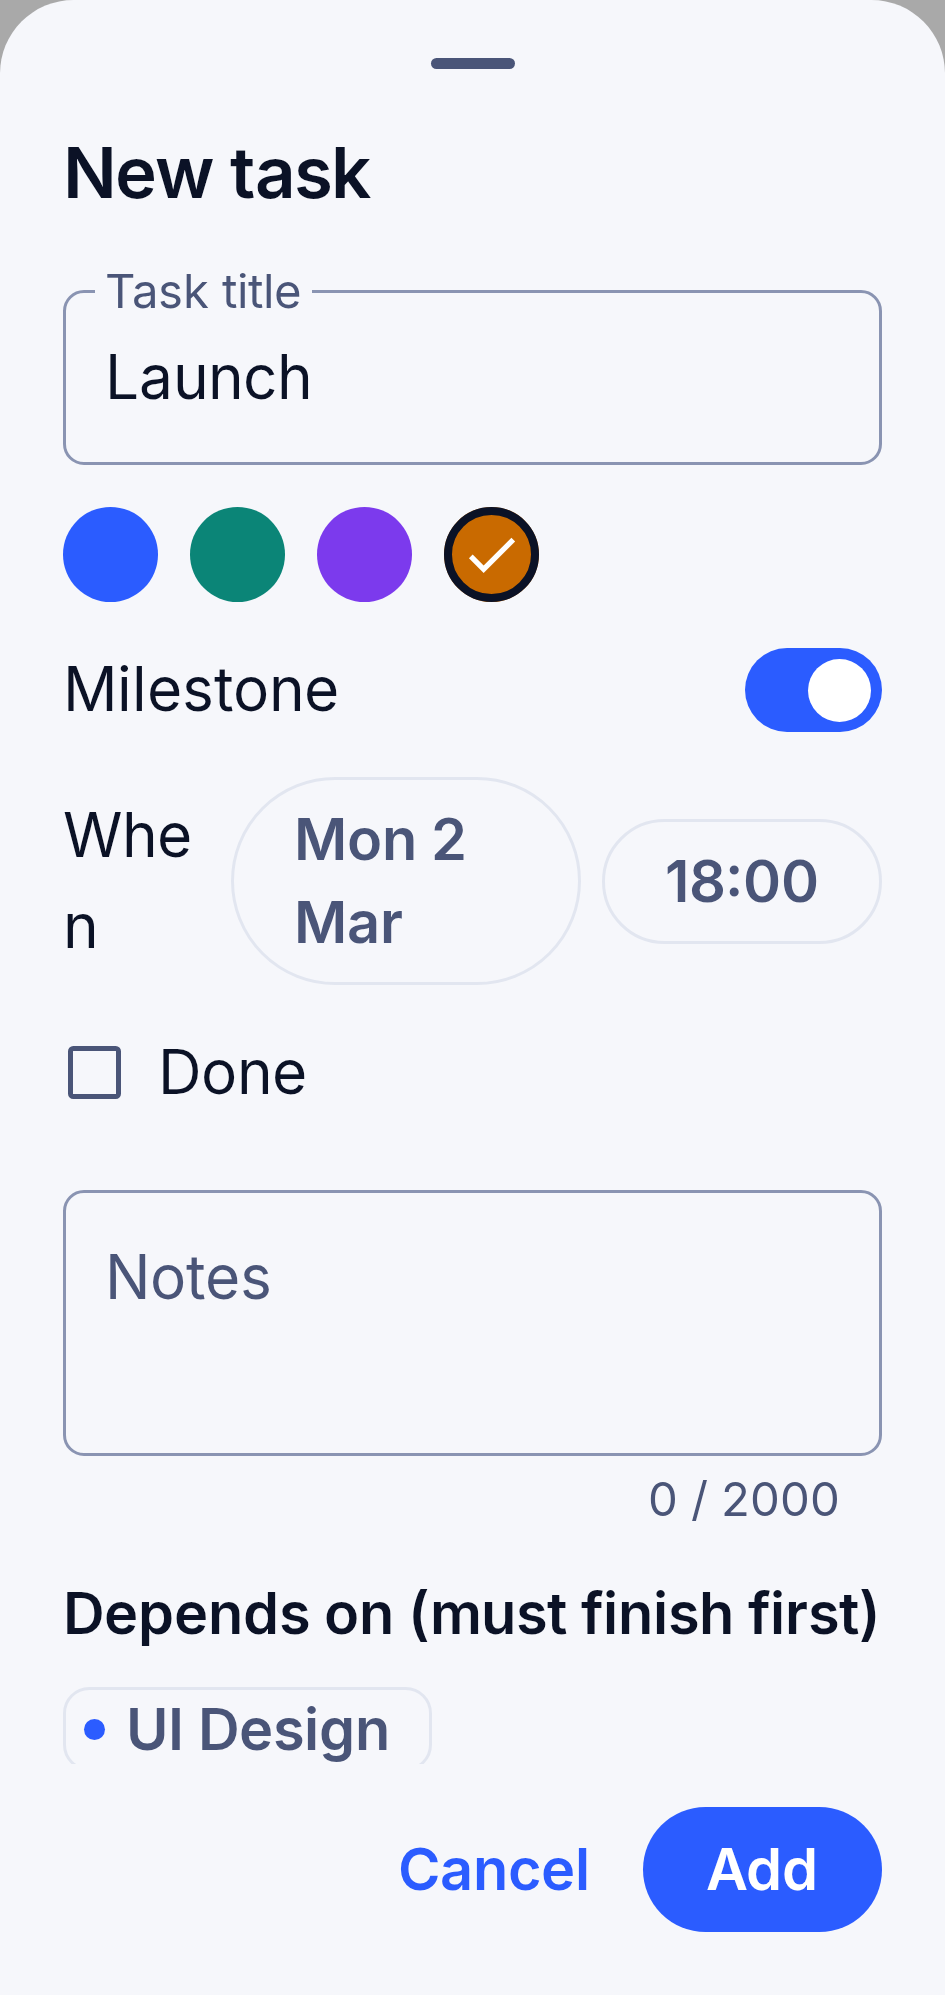 New task
Task title
Launch
Milestone
Whe
n
Mon 2
Mar
18:00
Done
Notes
0 / 2000
Depends on (must finish first)
UI Design
Cancel
Add